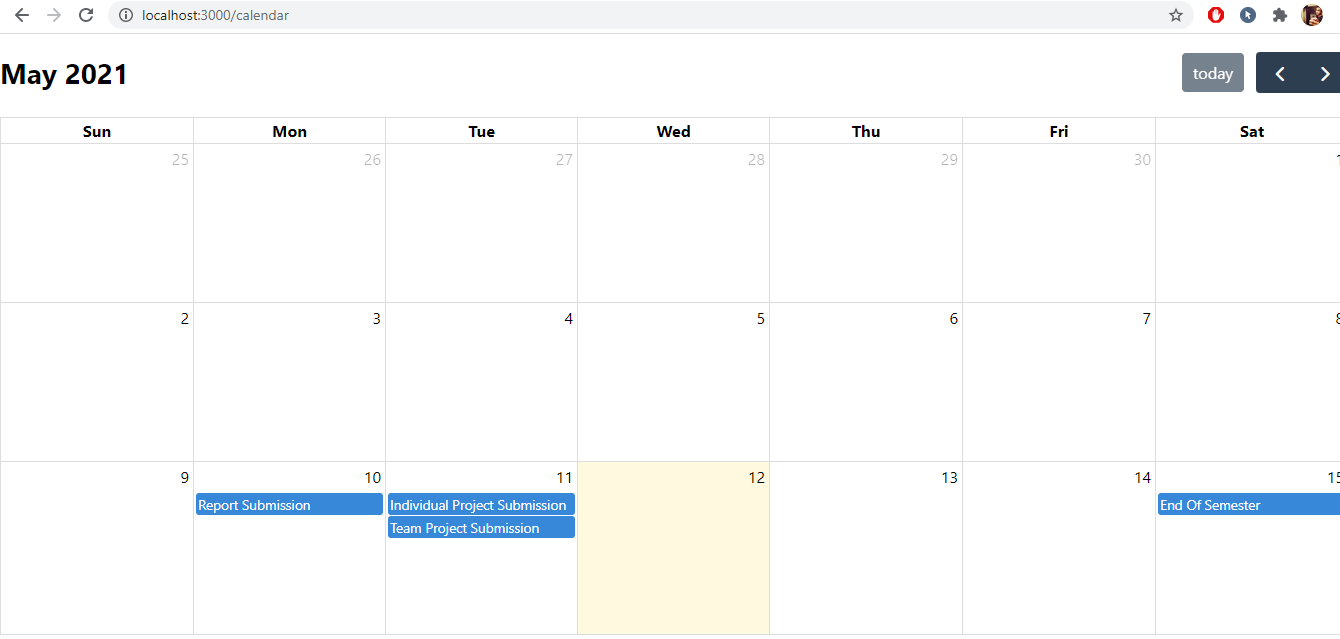 localhost:3000/calendar
May 2021
today
Sun Mon Tue Wed Thu Fri Sat
25 26 27 28 29 30 1
2 3 4 5 6 7 8
9 10 11 12 13 14 15
Report Submission Individual Project Submission End Of Semester
Team Project Submission